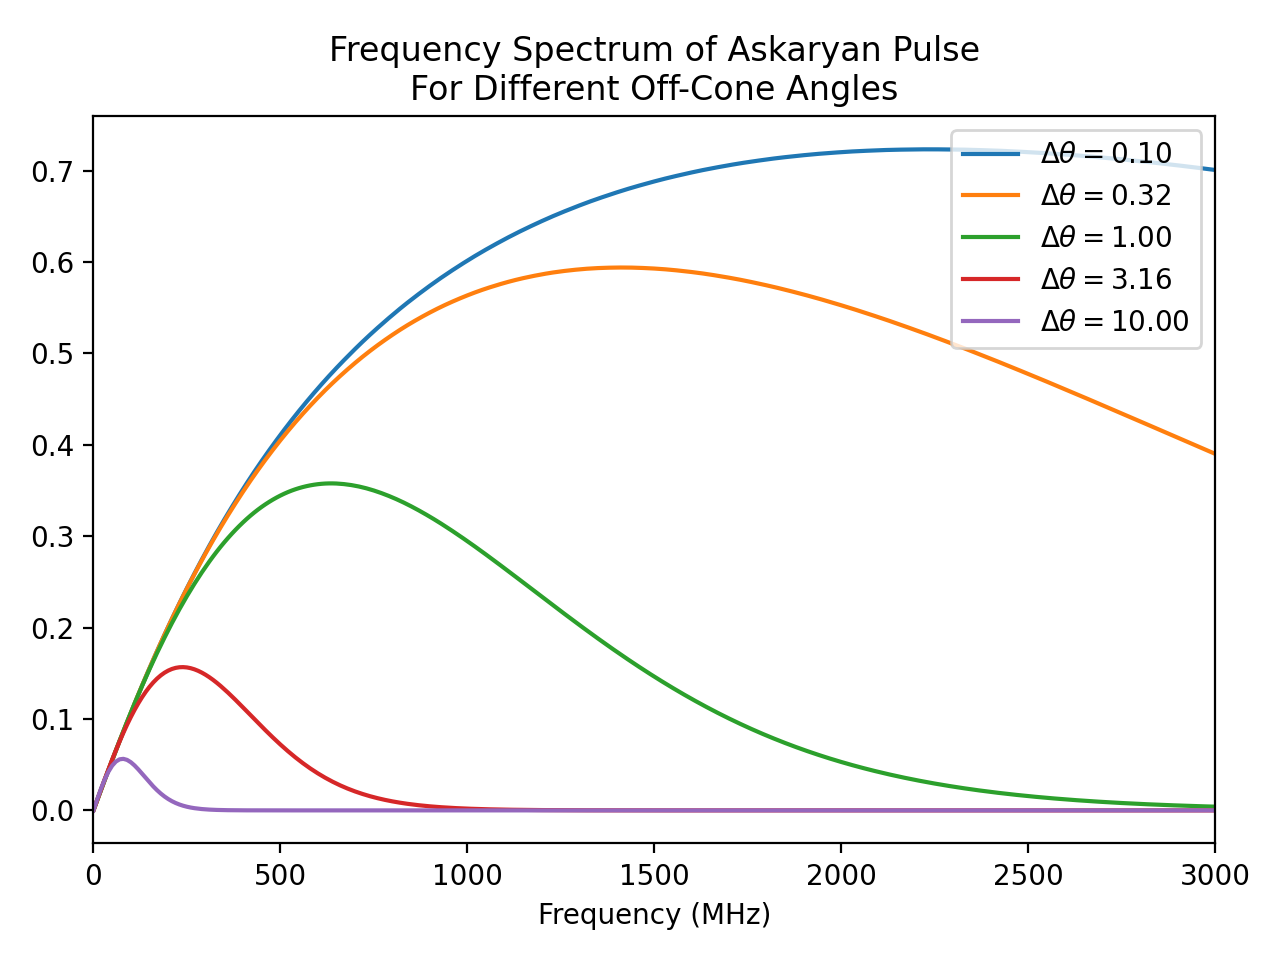 Frequency Spectrum of Askaryan Pulse
For Different Off-Cone Angles
0.7
0.6
0.5
0.4
0.3
0.2
0.1
0.0
Δθ = 0.10
Δθ = 0.32
Δθ = 1.00
Δθ = 3.16
Δθ = 10.00
0 500 1000 1500 2000 2500 3000
Frequency (MHz)